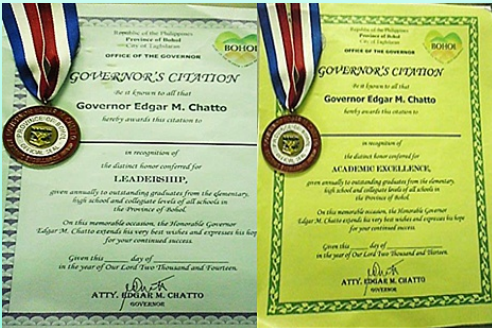 Republic of the Philippines
Province of Bohol
City of Tagbilaran
OFFICE OF THE GOVERNOR
BOHOL
GOVERNOR'S CITATION
Be it known to all that
Governor Edgar M. Chatto
hereby awards this citation to
in recognition of
the distinct honor conferred for
LEADERSHIP,
given annually to outstanding graduates from the elementary,
high school and collegiate levels of all schools in
the Province of Bohol.
On this memorable occasion, the Honorable Governor
Edgar M. Chatto extends his very best wishes and expresses his hop
for your continued success.
Given this day of
in the year of Our Lord Two Thousand and Fourteen.
ATTY. EDGAR M. CHATTO
GOVERNOR
PROVINCE OF BOHOL
OFFICIAL SEAL
Republic of the Philippines
Province of Bohol
City of Tagbilaran
OFFICE OF THE GOVERNOR
BOHOL
GOVERNOR'S CITATION
Be it known to all that
Governor Edgar M. Chatto
hereby awards this citation to
in recognition of
the distinct honor conferred for
ACADEMIC EXCELLENCE,
given annually to outstanding graduates from the elementary,
high school and collegiate levels of all schools in
the Province of Bohol.
On this memorable occasion, the Honorable Governor
Edgar M. Chatto extends his very best wishes and expresses his hope
for your continued success.
Given this day of
in the year of Our Lord Two Thousand and Thirteen.
ATTY. EDGAR M. CHATTO
GOVERNOR